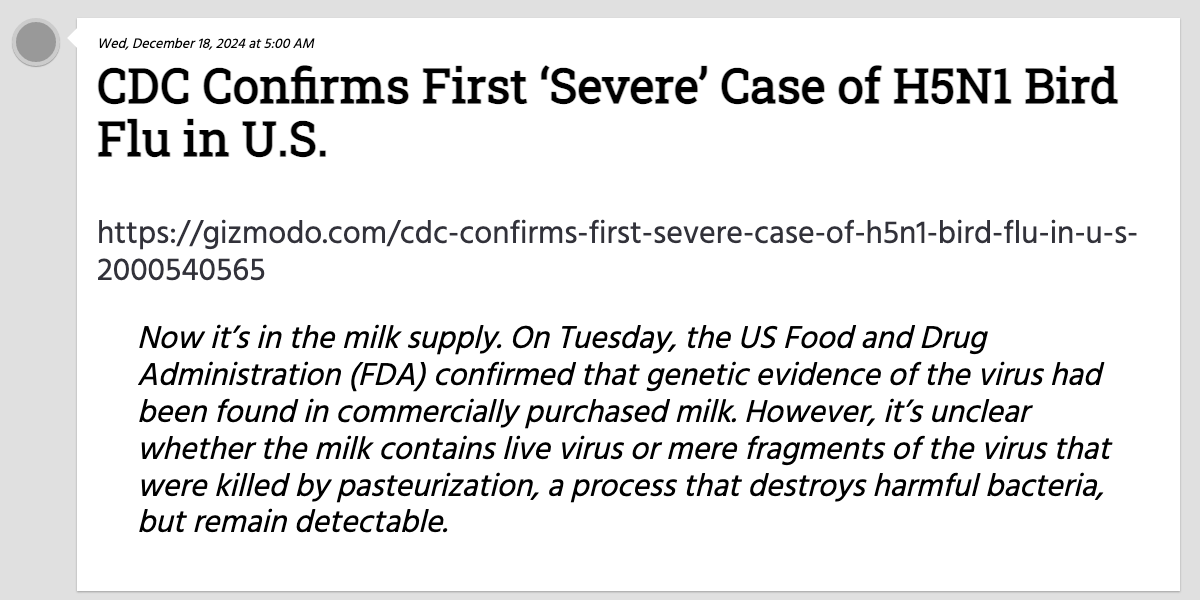 Wed, December 18, 2024 at 5:00 AM
CDC Confirms First ‘Severe’ Case of H5N1 Bird
Flu in U.S.
https://gizmodo.com/cdc-confirms-first-severe-case-of-h5n1-bird-flu-in-u-s-
2000540565
Now it’s in the milk supply. On Tuesday, the US Food and Drug
Administration (FDA) confirmed that genetic evidence of the virus had
been found in commercially purchased milk. However, it’s unclear
whether the milk contains live virus or mere fragments of the virus that
were killed by pasteurization, a process that destroys harmful bacteria,
but remain detectable.